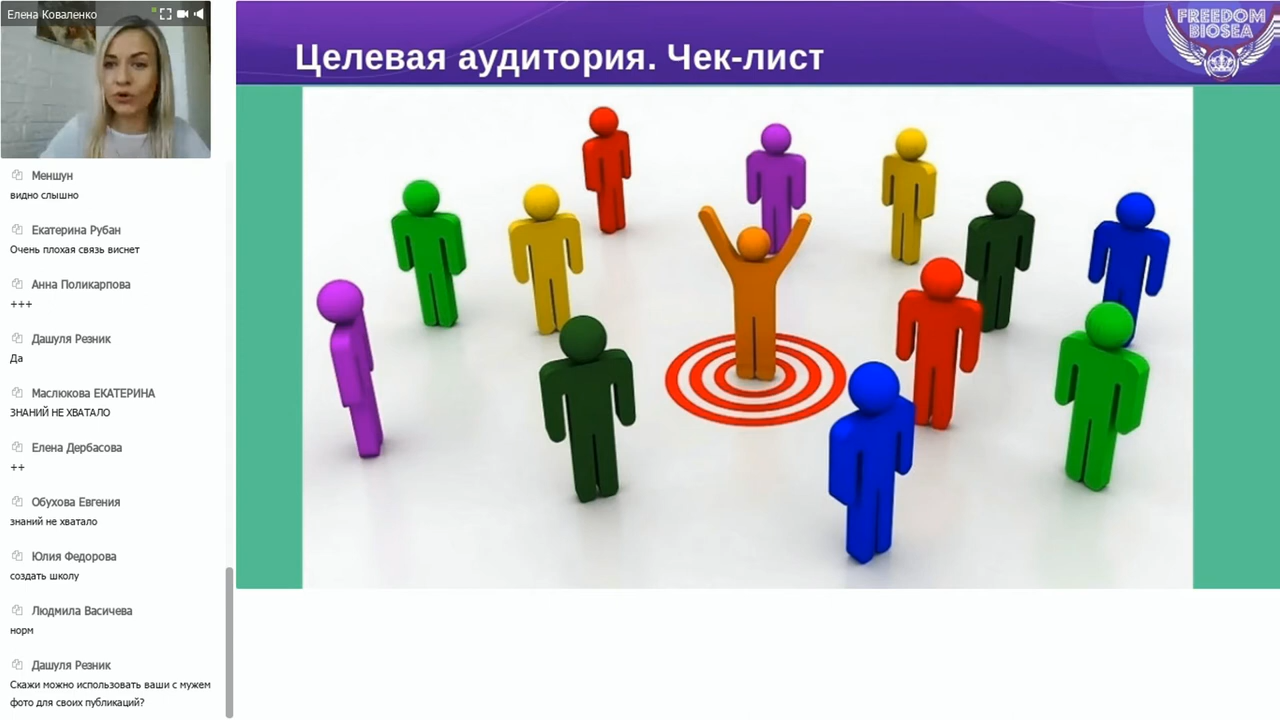 Елена Коваленко
Целевая аудитория. Чек-лист
FREEDOM
BIOSEA
Меншун
видно слышно
Екатерина Рубан
Очень плохая связь виснет
Анна Поликарпова
+++
Дашуля Резник
Да
Маслюкова ЕКАТЕРИНА
ЗНАНИЙ НЕ ХВАТАЛО
Елена Дербасова
++
Обухова Евгения
знаний не хватало
Юлия Федорова
создать школу
Людмила Васичева
норм
Дашуля Резник
Скажи можно использовать ваши с мужем
фото для своих публикаций?